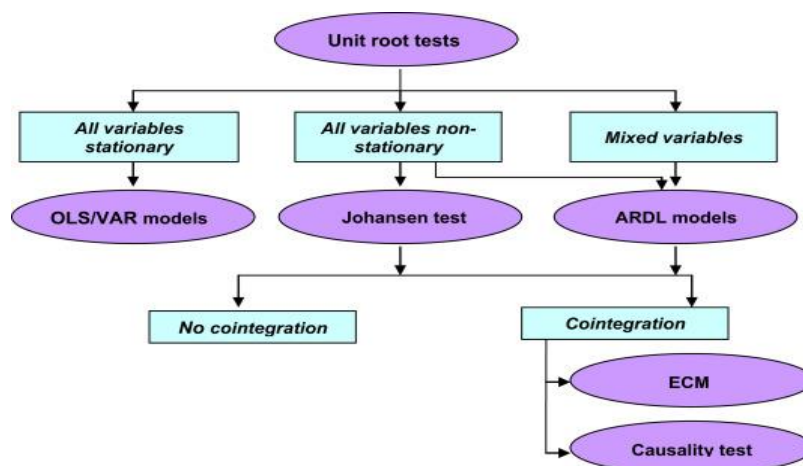 Unit root tests
All variables
stationary
All variables non-
stationary
Mixed variables
OLS/VAR models
Johansen test
ARDL models
No cointegration
Cointegration
ECM
Causality test